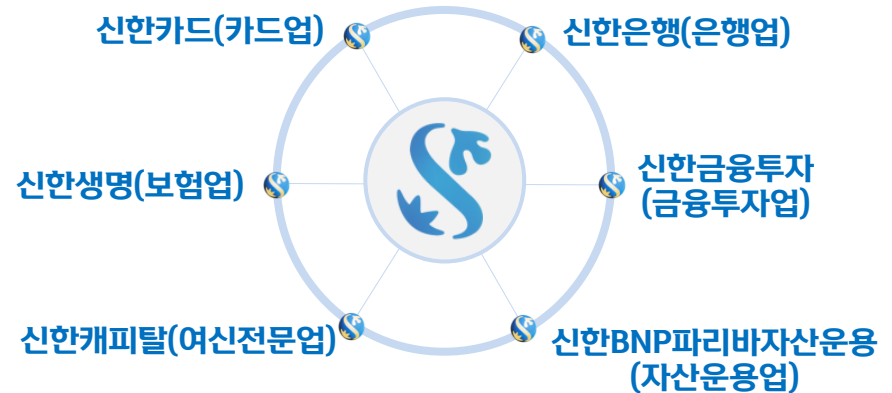 신한카드(카드업)
신한은행(은행업)
신한생명(보험업)
신한금융투자
(금융투자업)
신한캐피탈(여신전문업)
신한BNP파리바자산운용
(자산운용업)